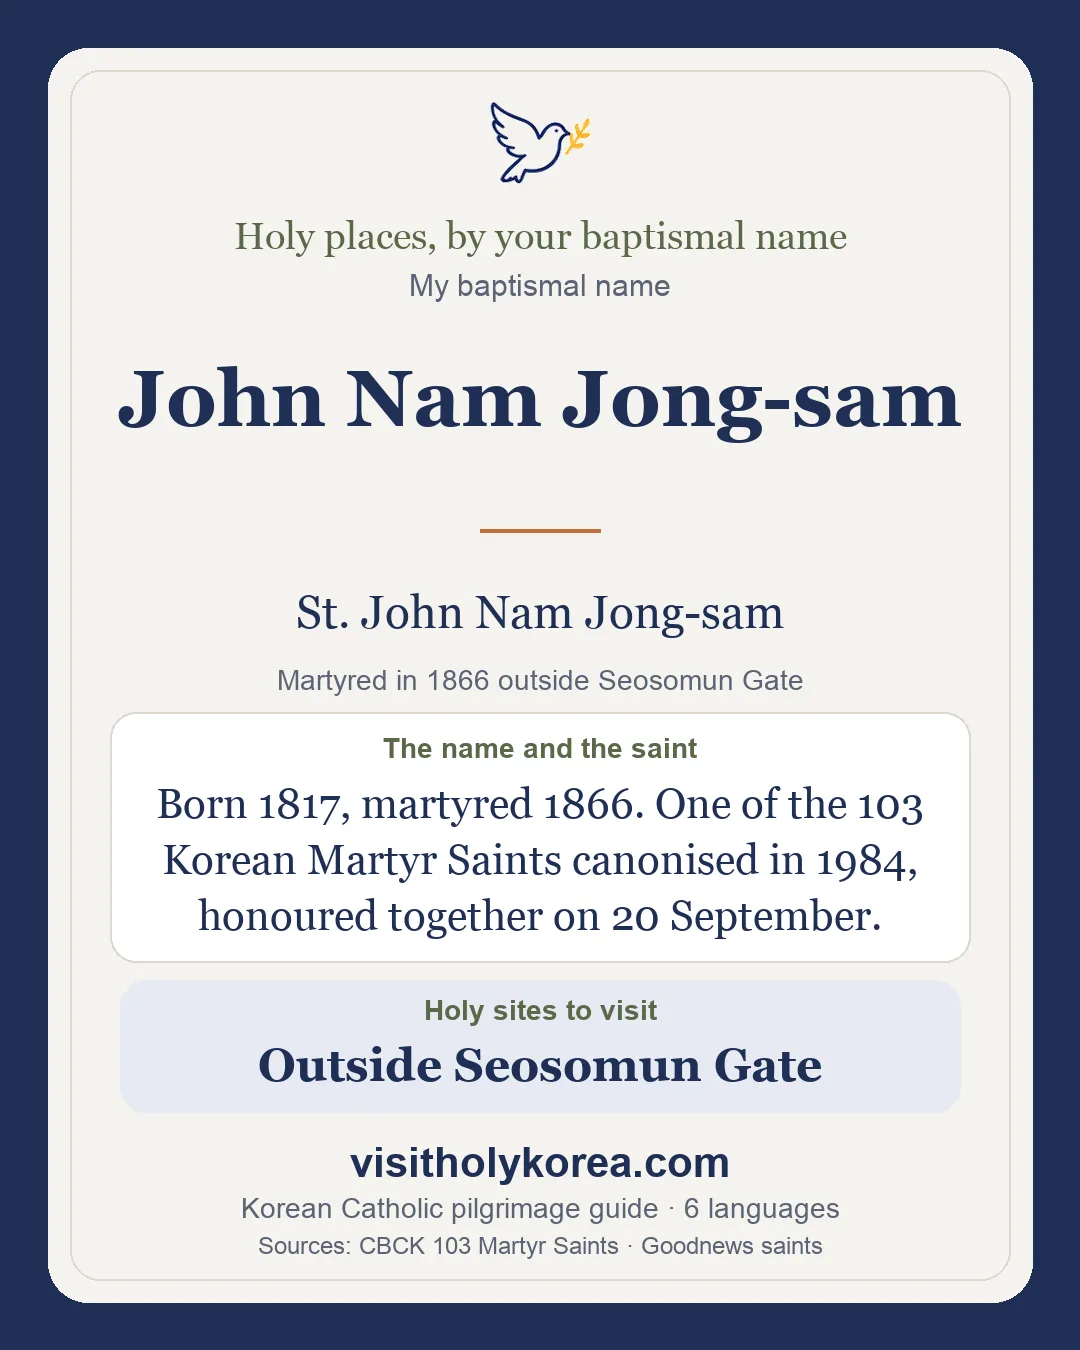 Holy places, by your baptismal name
My baptismal name
John Nam Jong-sam
St. John Nam Jong-sam
Martyred in 1866 outside Seosomun Gate
The name and the saint
Born 1817, martyred 1866. One of the 103
Korean Martyr Saints canonised in 1984,
honoured together on 20 September.
Holy sites to visit
Outside Seosomun Gate
visitholykorea.com
Korean Catholic pilgrimage guide · 6 languages
Sources: CBCK 103 Martyr Saints · Goodnews saints